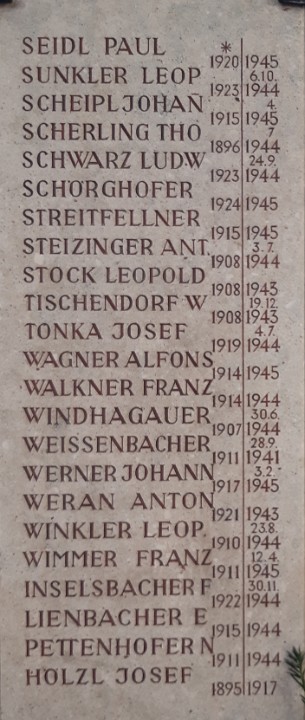 SEIDL PAUL *
1920 1945
SUNKLER LEOP 6.10.
1923 1944
SCHEIPL JOHAN̄ 4.
1915 1945
SCHERLING THO 7
1896 1944
SCHWARZ LUDW 24.9.
1923 1944
SCHÖRGHOFER
1924 1945
STREITFELLNER
1915 1945
STEIZINGER ANT. 3.7.
1908 1944
STOCK LEOPOLD
1908 1943
TISCHENDORF W 19.12.
1908 1943
TONKA JOSEF 4.7.
1919 1944
WAGNER ALFONS
1914 1945
WALKNER FRANZ
1914 1944
WINDHAGAUER 30.6.
1907 1944
WEISSENBACHER 28.9.
1911 1941
WERNER JOHANN 3.2.
1917 1945
WERAN ANTON
1921 1943
WINKLER LEOP. 23.8.
1910 1944
WIMMER FRANZ 12.4.
1911 1945
INSELSBACHER F 30.11.
1922 1944
LIENBACHER E
1915 1944
PETTENHOFER N
1911 1944
HÖLZL JOSEF
1895 1917